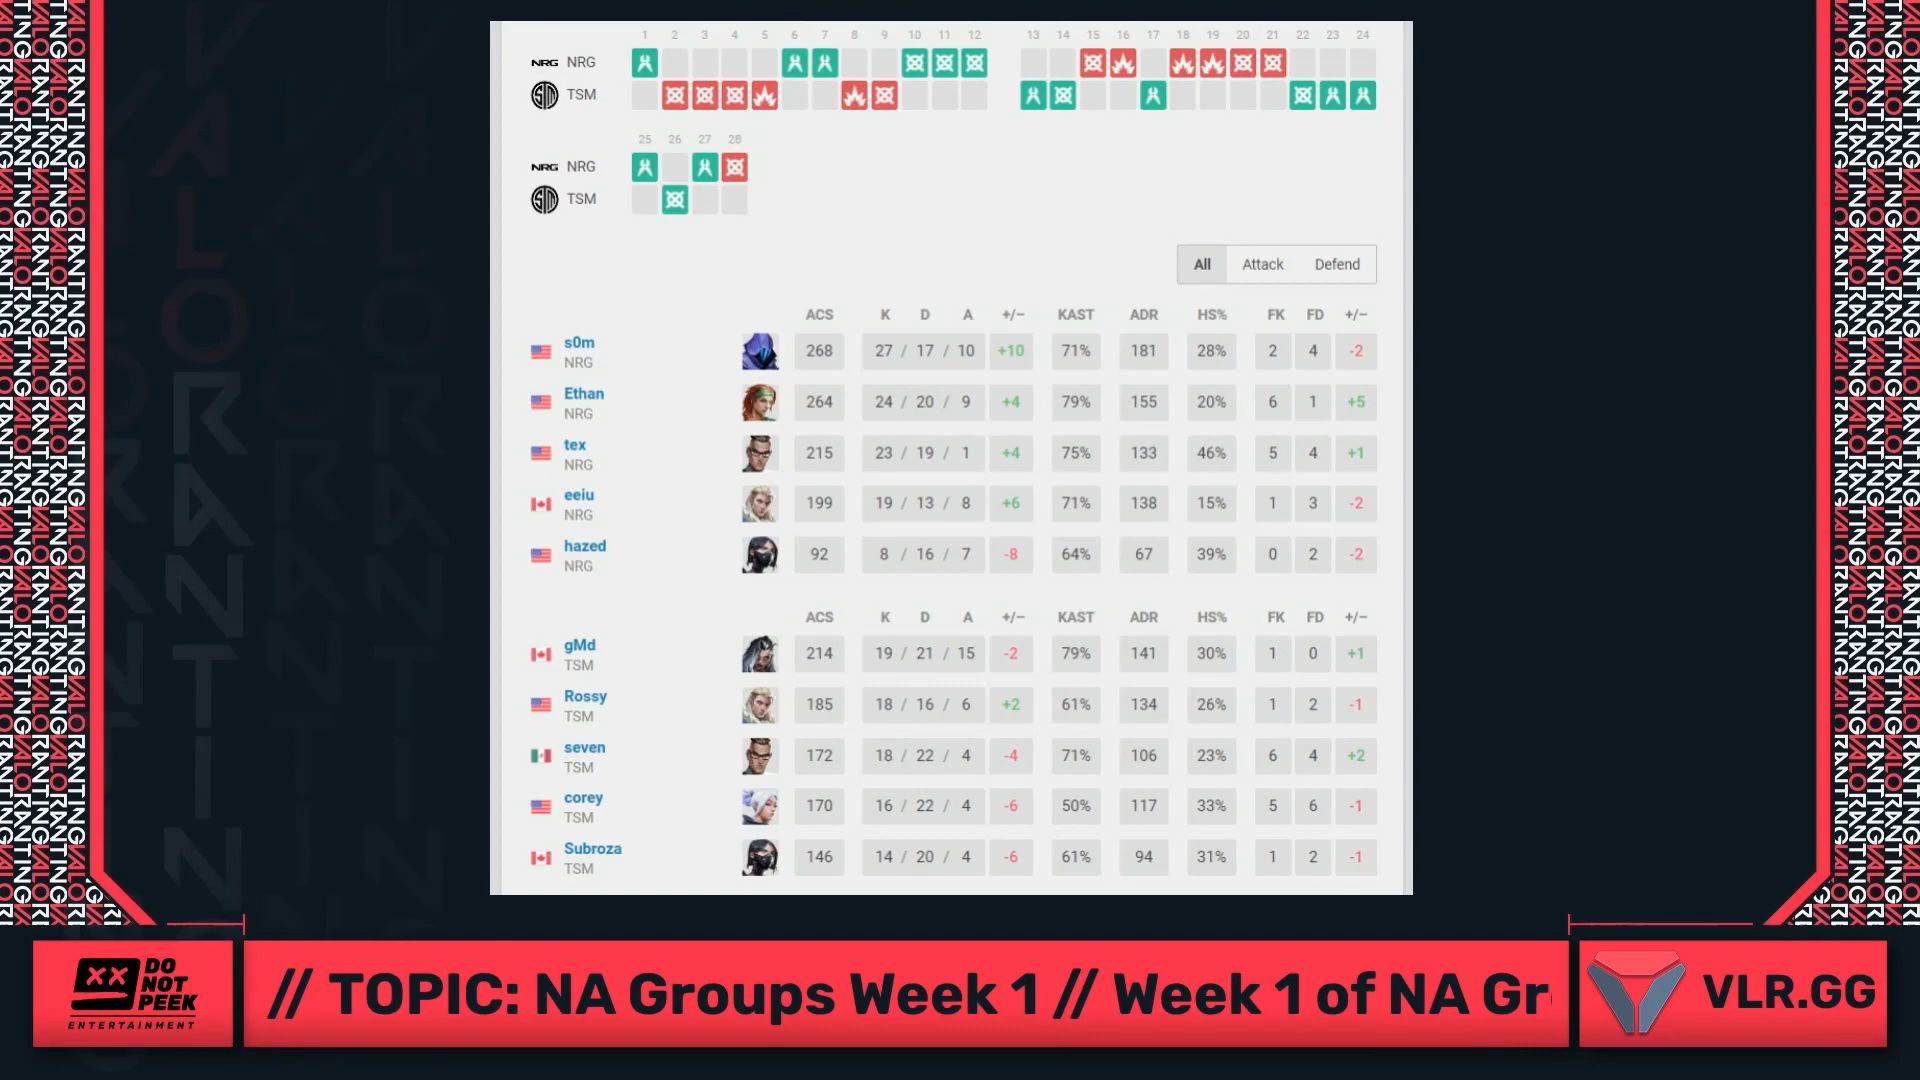 1 2 3 4 5 6 7 8 9 10 11 12 13 14 15 16 17 18 19 20 21 22 23 24
NRG NRG
TSM TSM
25 26 27 28
NRG NRG
TSM TSM
All Attack Defend
ACS K D A +/– KAST ADR HS% FK FD +/–
s0m NRG 268 27 / 17 / 10 +10 71% 181 28% 2 4 -2
Ethan NRG 264 24 / 20 / 9 +4 79% 155 20% 6 1 +5
tex NRG 215 23 / 19 / 1 +4 75% 133 46% 5 4 +1
eeiu NRG 199 19 / 13 / 8 +6 71% 138 15% 1 3 -2
hazed NRG 92 8 / 16 / 7 -8 64% 67 39% 0 2 -2
ACS K D A +/– KAST ADR HS% FK FD +/–
gMd TSM 214 19 / 21 / 15 -2 79% 141 30% 1 0 +1
Rossy TSM 185 18 / 16 / 6 +2 61% 134 26% 1 2 -1
seven TSM 172 18 / 22 / 4 -4 71% 106 23% 6 4 +2
corey TSM 170 16 / 22 / 4 -6 50% 117 33% 5 6 -1
Subroza TSM 146 14 / 20 / 4 -6 61% 94 31% 1 2 -1
XX DO NOT PEEK
ENTERTAINMENT
// TOPIC: NA Groups Week 1 // Week 1 of NA Gr
VLR.GG
VALORANTING
VALORANTING